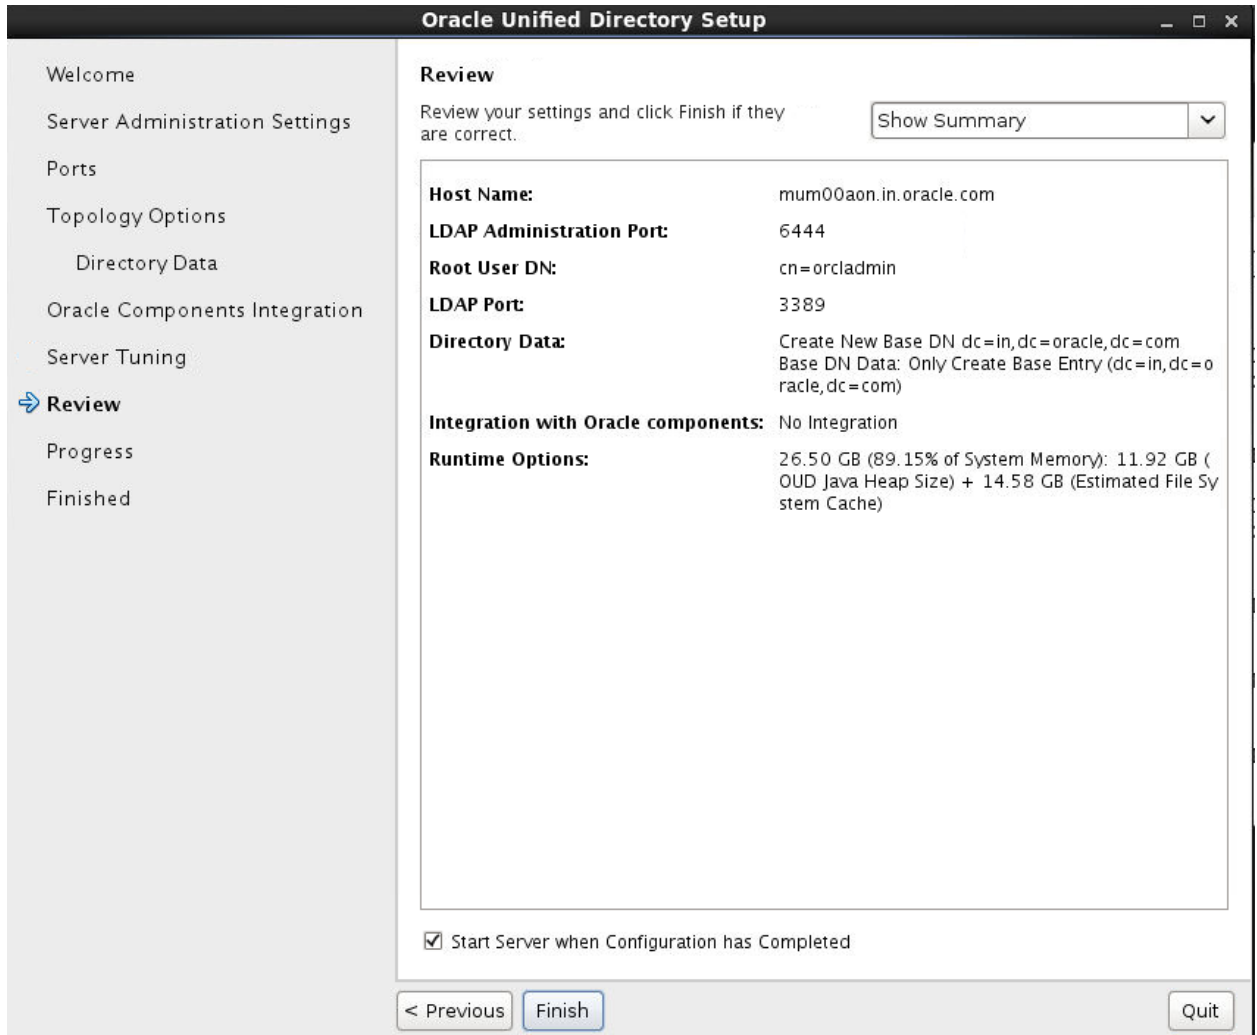 Oracle Unified Directory Setup
Welcome
Server Administration Settings
Ports
Topology Options
Directory Data
Oracle Components Integration
Server Tuning
Review
Progress
Finished
Review
Review your settings and click Finish if they
are correct.
Show Summary
Host Name: mum00aon.in.oracle.com
LDAP Administration Port: 6444
Root User DN: cn=orcladmin
LDAP Port: 3389
Directory Data: Create New Base DN dc=in,dc=oracle,dc=com
Base DN Data: Only Create Base Entry (dc=in,dc=o
racle,dc=com)
Integration with Oracle components: No Integration
Runtime Options: 26.50 GB (89.15% of System Memory): 11.92 GB (
OUD Java Heap Size) + 14.58 GB (Estimated File Sy
stem Cache)
Start Server when Configuration has Completed
< Previous
Finish
Quit